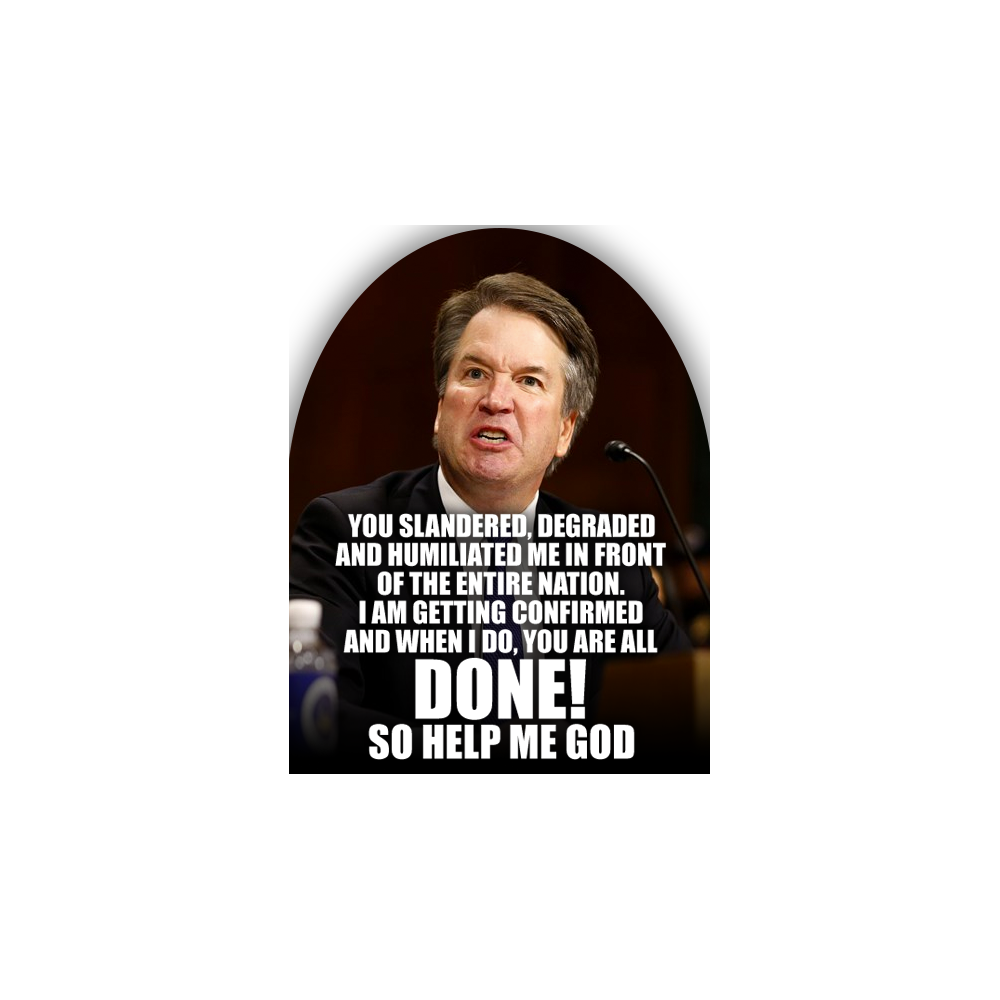 YOU SLANDERED, DEGRADED
AND HUMILIATED ME IN FRONT
OF THE ENTIRE NATION.
I AM GETTING CONFIRMED
AND WHEN I DO, YOU ARE ALL
DONE!
SO HELP ME GOD